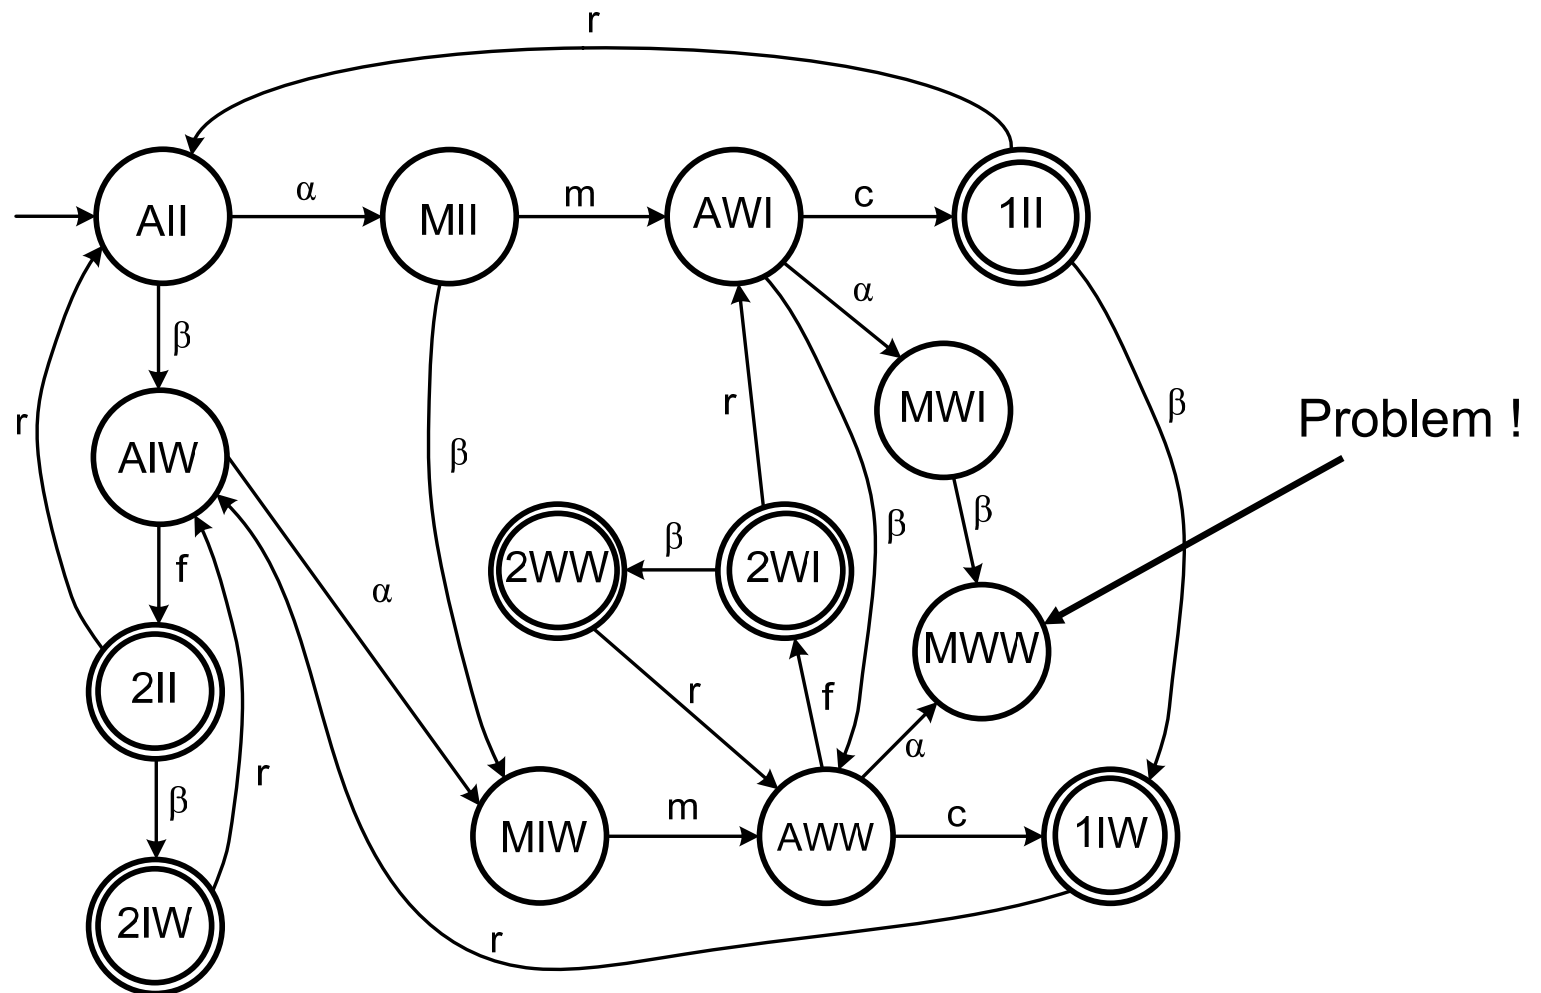 r
AII
α
MII
m
AWI
c
1II
β
α
MWI
β
Problem !
r
AIW
β
r
β
β
f
α
2WW
β
2WI
MWW
2II
r
f
α
β
r
MIW
m
AWW
c
1IW
2IW
r